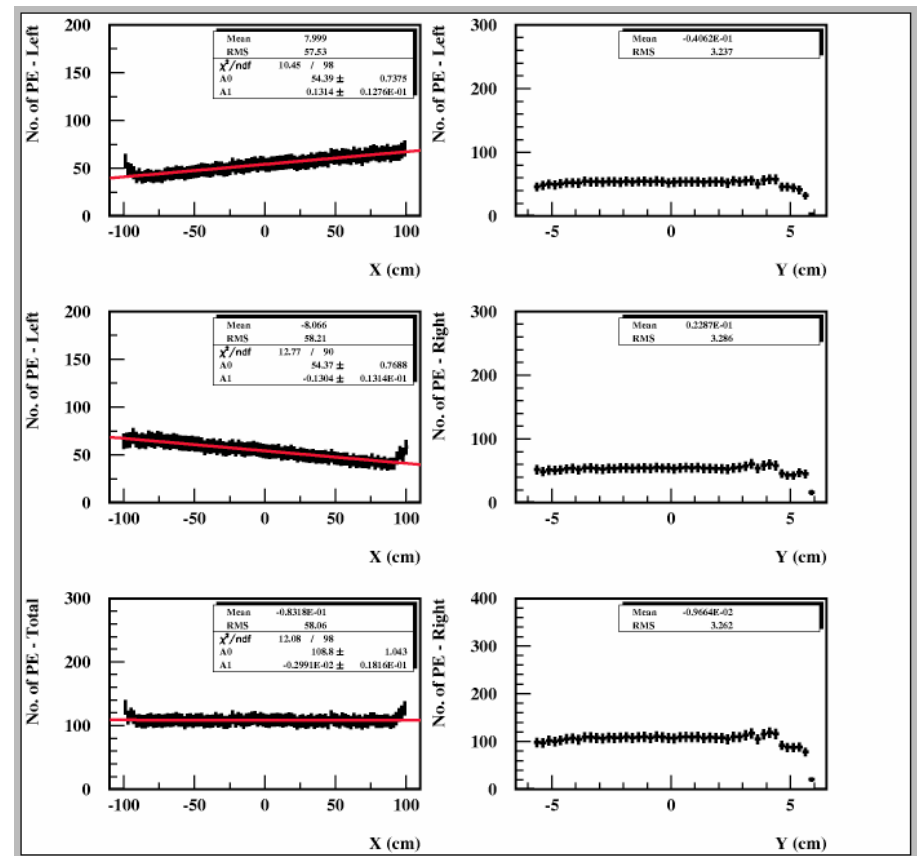 No. of PE - Left
200
150
100
50
0
-100 -50 0 50 100
X (cm)
Mean 7.999
RMS 57.53
χ²/ndf 10.45 / 98
A0 54.39 ± 0.7375
A1 0.1314 ± 0.1276E-01
No. of PE - Left
300
200
100
0
-5 0 5
Y (cm)
Mean -0.4062E-01
RMS 3.237
No. of PE - Left
200
150
100
50
0
-100 -50 0 50 100
X (cm)
Mean -8.066
RMS 58.21
χ²/ndf 12.77 / 90
A0 54.37 ± 0.7688
A1 -0.1304 ± 0.1314E-01
No. of PE - Right
300
200
100
0
-5 0 5
Y (cm)
Mean 0.2287E-01
RMS 3.286
No. of PE - Total
300
200
100
0
-100 -50 0 50 100
X (cm)
Mean -0.8318E-01
RMS 58.06
χ²/ndf 12.08 / 98
A0 108.8 ± 1.043
A1 -0.2991E-02 ± 0.1816E-01
No. of PE - Right
400
300
200
100
0
-5 0 5
Y (cm)
Mean -0.9664E-02
RMS 3.262